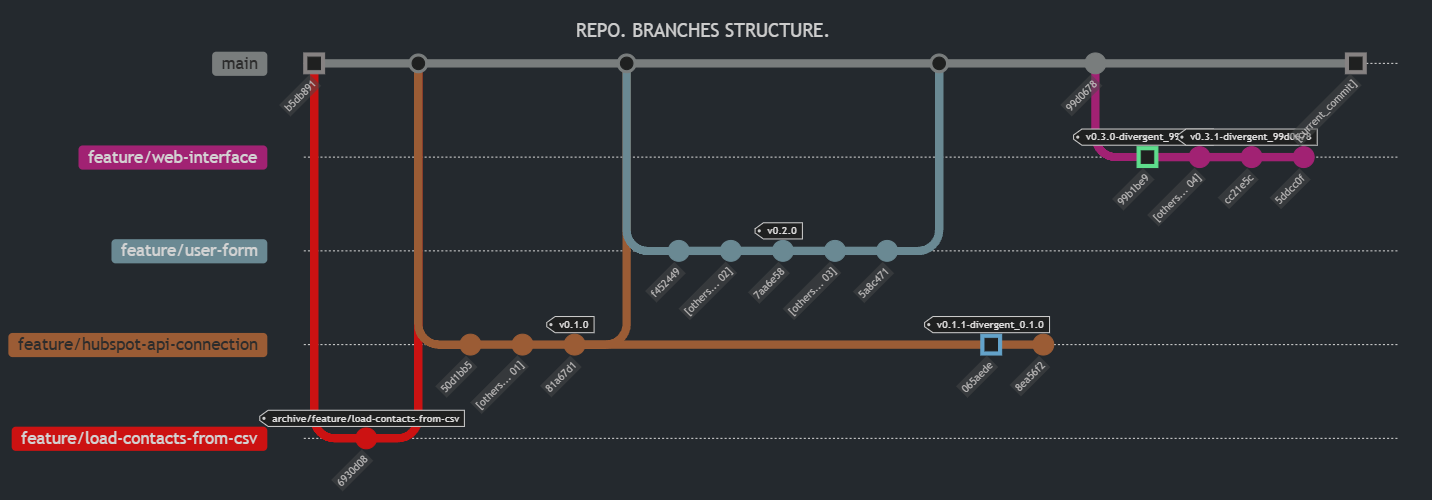 REPO. BRANCHES STRUCTURE.
main
b5db891
99d0678
current_commit]
feature/web-interface
v0.3.0-divergent_99
v0.3.1-divergent_99d0678
99b1be9
[others... 04]
cc21e5c
5ddcc0f
feature/user-form
v0.2.0
f452449
[others... 02]
7aa6e58
[others... 03]
5a8c471
feature/hubspot-api-connection
v0.1.0
v0.1.1-divergent_0.1.0
50d1bb5
[others... 01]
81a67d1
065aede
8ea56f2
archive/feature/load-contacts-from-csv
feature/load-contacts-from-csv
6930d08